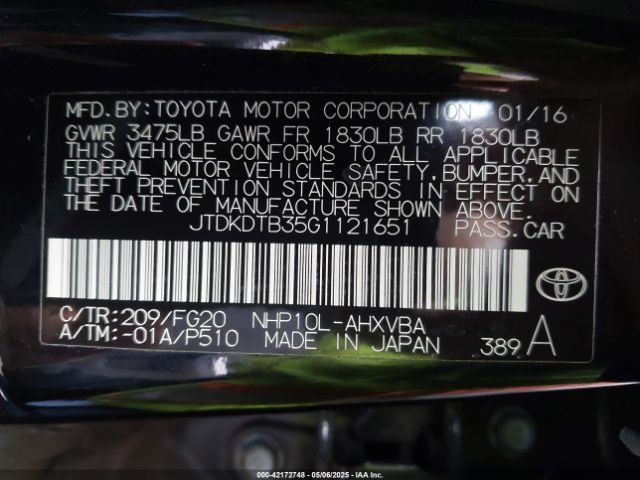 MFD.BY:TOYOTA MOTOR CORPORATION 01/16
GVWR 3475LB GAWR FR 1830LB RR 1830LB
THIS VEHICLE CONFORMS TO ALL APPLICABLE
FEDERAL MOTOR VEHICLE SAFETY,BUMPER,AND
THEFT PREVENTION STANDARDS IN EFFECT ON
THE DATE OF MANUFACTURE SHOWN ABOVE.
JTDKDTB35G1121651 PASS.CAR
C/TR:209/FG20 NHP10L-AHXVBA
A/TM:-01A/P510 MADE IN JAPAN 389 A
000-42172748 - 05/06/2025 - IAAI.COM